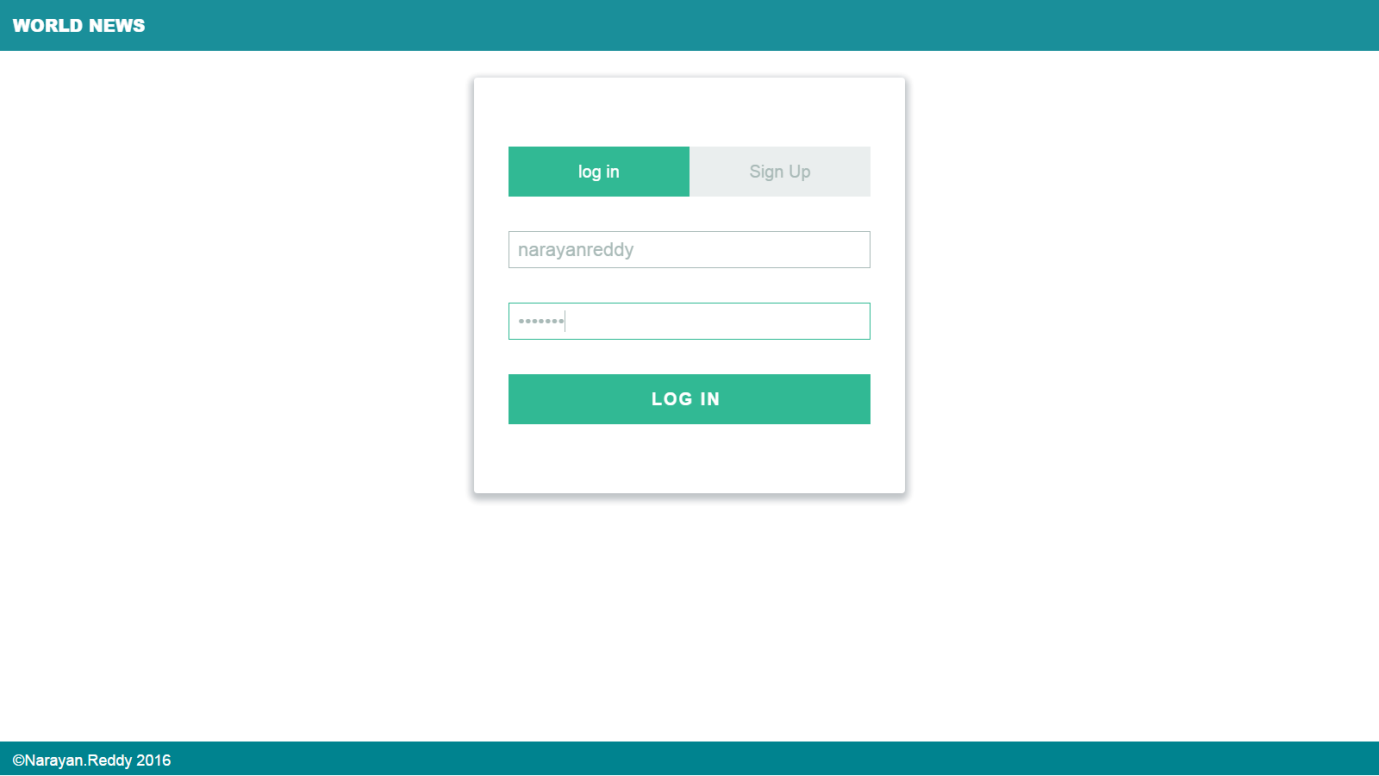 WORLD NEWS
log in
Sign Up
narayanreddy
•••••••
LOG IN
©Narayan.Reddy 2016